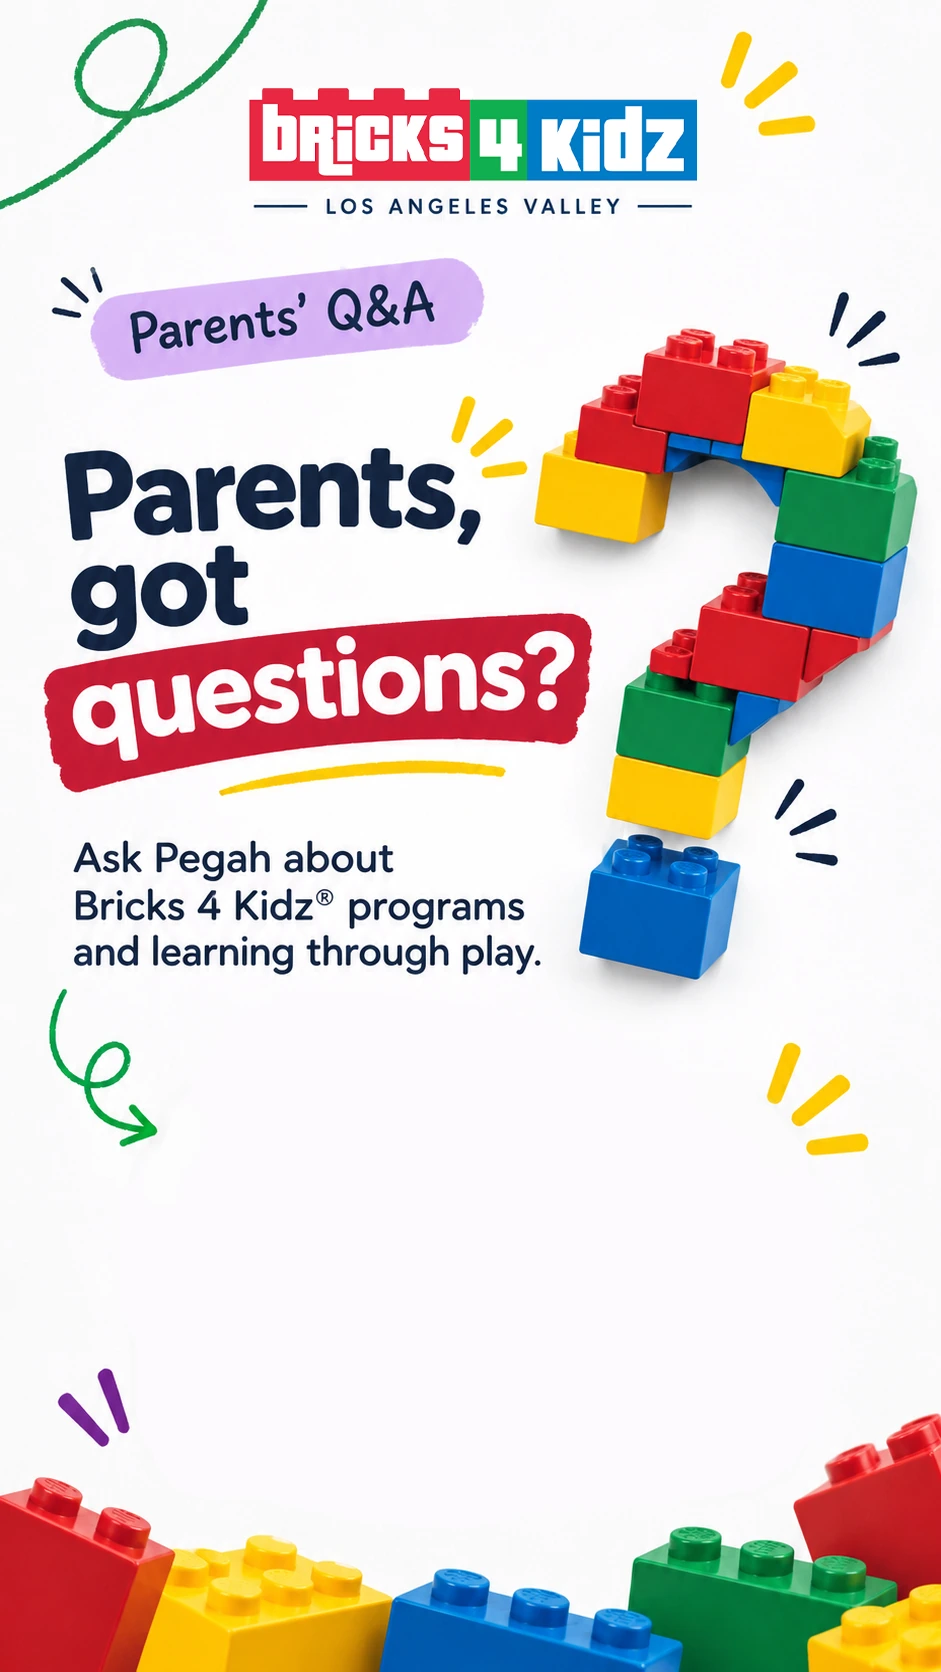 BRiCKS 4 KidZ
LOS ANGELES VALLEY
Parents' Q&A
Parents,
got
questions?
Ask Pegah about
Bricks 4 Kidz® programs
and learning through play.